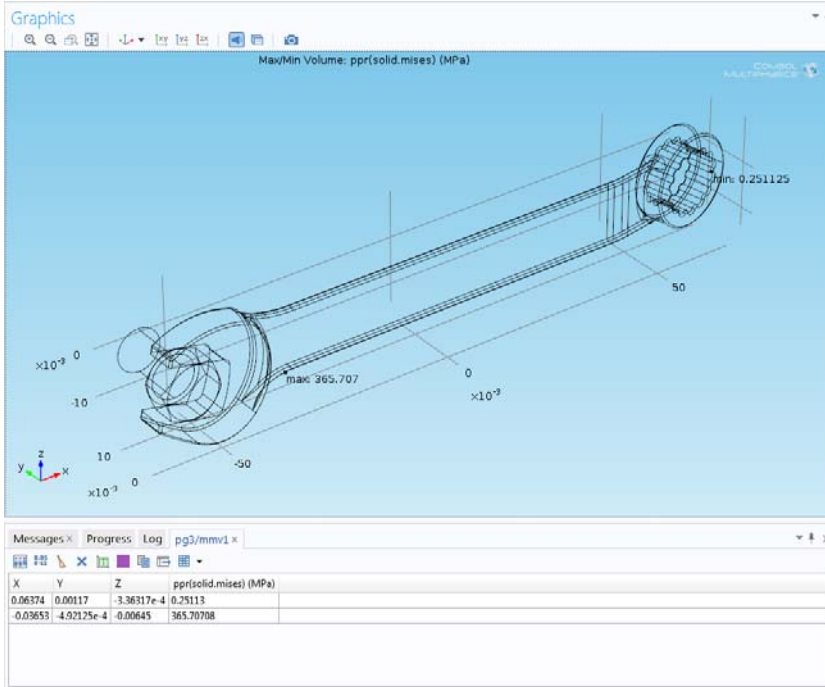 Graphics
Max/Min Volume: ppr(solid.mises) (MPa)
COMSOL
MULTIPHYSICS
min: 0.251125
50
×10⁻³ 0
max: 365.707
0
×10⁻³
-10
10
-50
z
y
x
0
×10⁻³
Messages × Progress Log pg3/mmv1 ×
X Y Z ppr(solid.mises) (MPa)
0.06374 0.00117 -3.36317e-4 0.25113
-0.03653 -4.92125e-4 -0.00645 365.70708